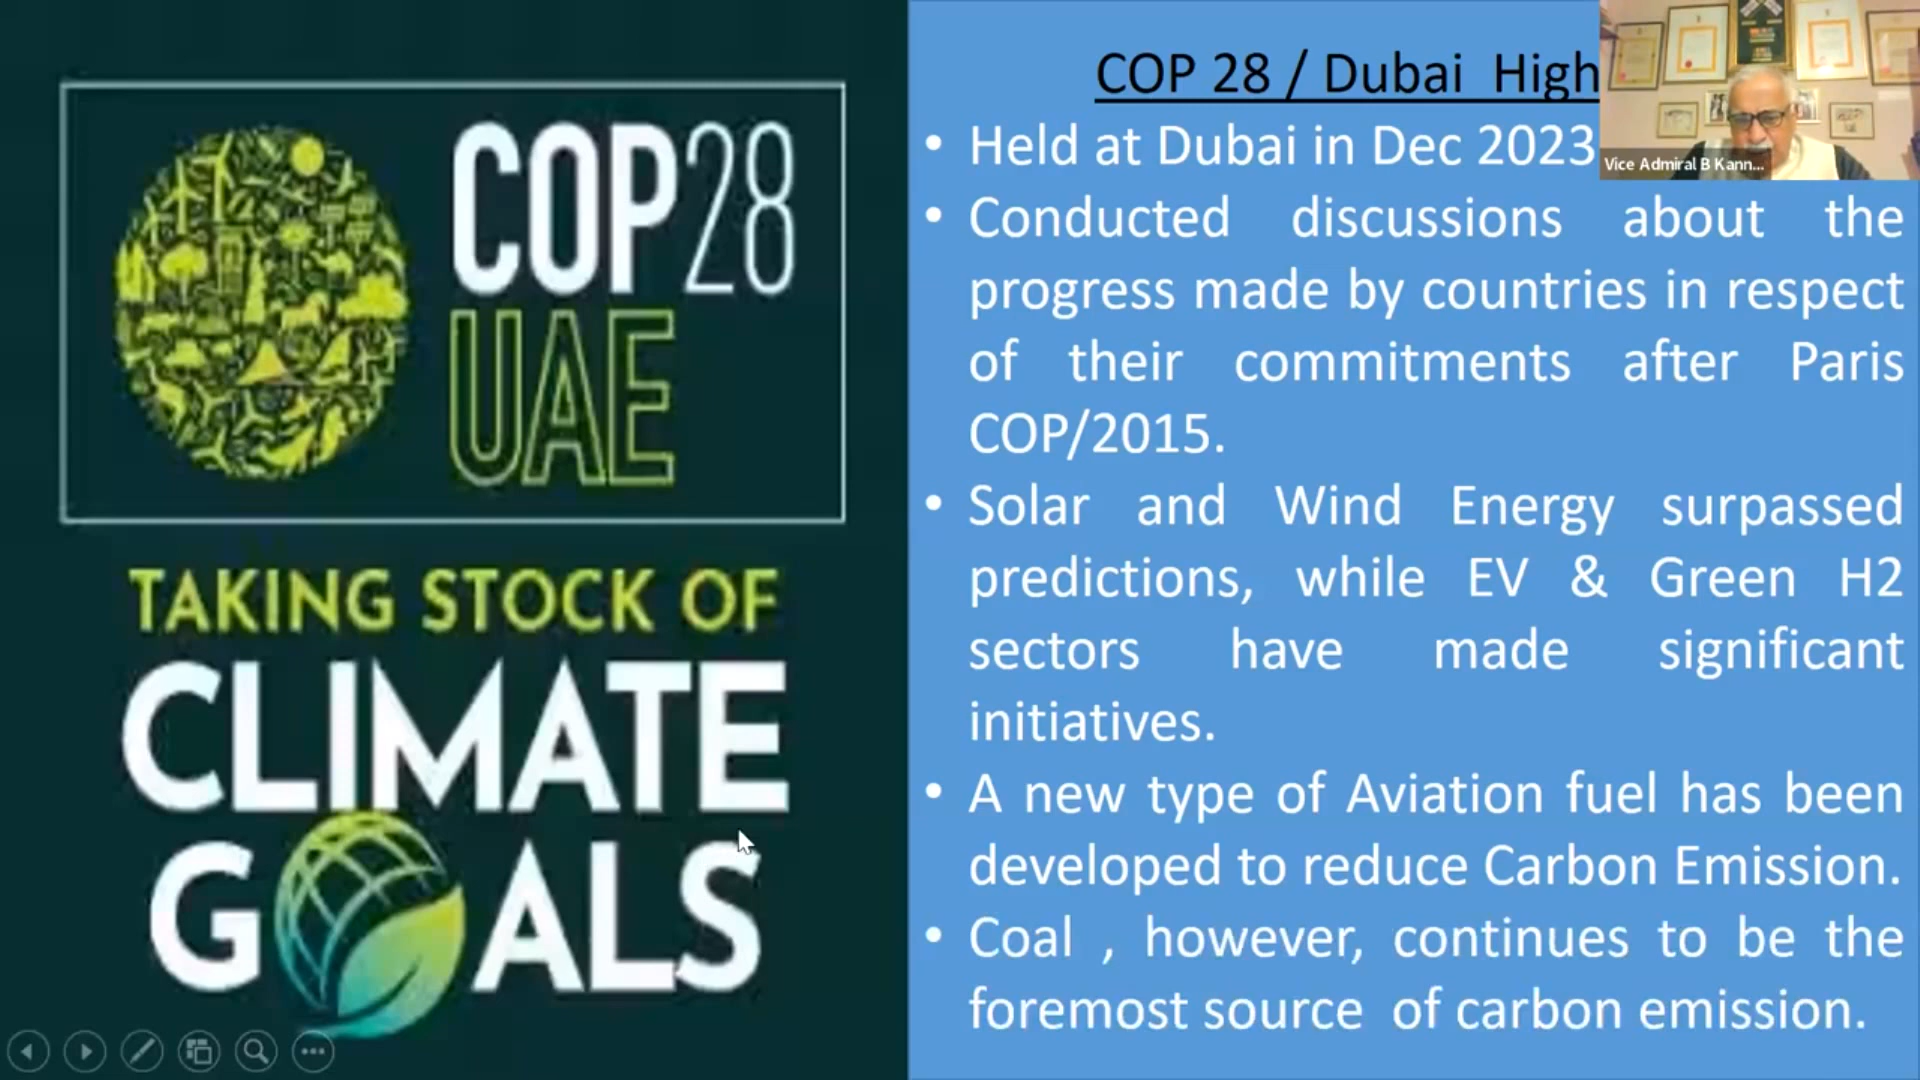 COP28
UAE
TAKING STOCK OF
CLIMATE
GOALS
COP 28 / Dubai High
• Held at Dubai in Dec 2023
• Conducted discussions about the
progress made by countries in respect
of their commitments after Paris
COP/2015.
• Solar and Wind Energy surpassed
predictions, while EV & Green H2
sectors have made significant
initiatives.
• A new type of Aviation fuel has been
developed to reduce Carbon Emission.
• Coal , however, continues to be the
foremost source of carbon emission.
Vice Admiral B Kann...